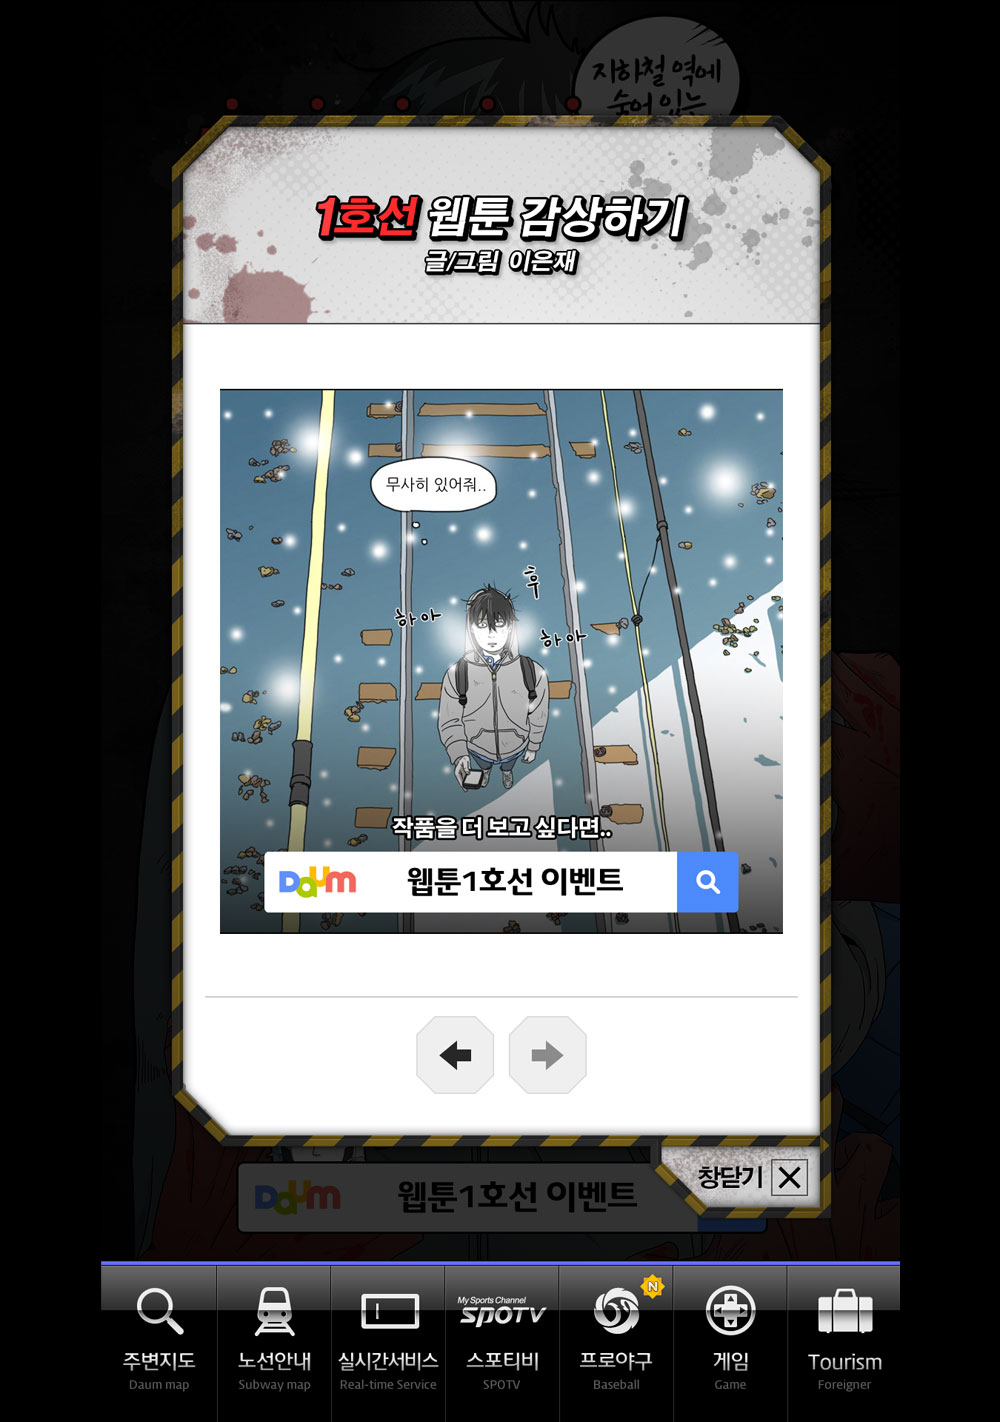 지하철 역에
숨어 있는
1호선 웹툰 감상하기
글/그림 이은재
무사히 있어줘..
후
하아
하아
작품을 더 보고 싶다면..
Daum 웹툰1호선 이벤트
창닫기
Daum 웹툰1호선 이벤트
N
My Sports Channel
SPOTV
주변지도 노선안내 실시간서비스 스포티비 프로야구 게임 Tourism
Daum map Subway map Real-time Service SPOTV Baseball Game Foreigner